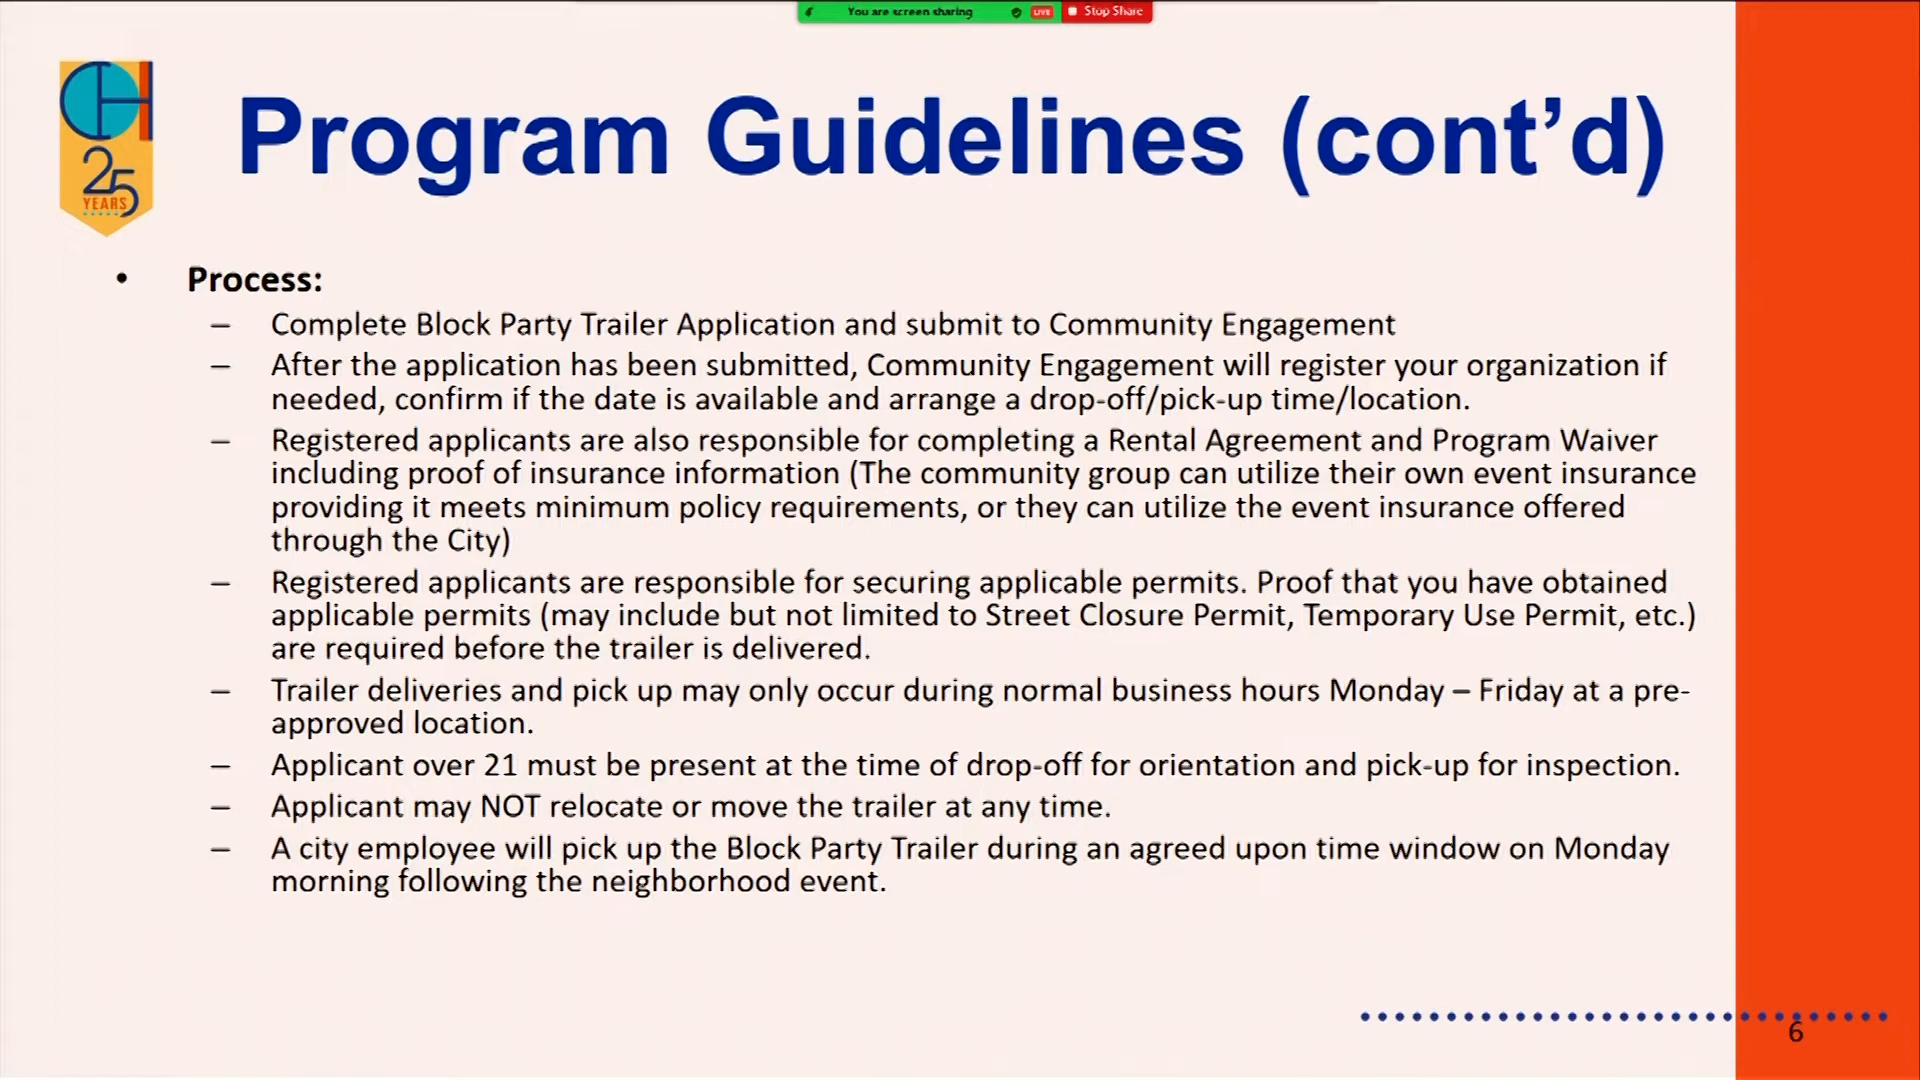 You are screen sharing LIVE Stop Share
CH
25
YEARS
Program Guidelines (cont’d)
• Process:
– Complete Block Party Trailer Application and submit to Community Engagement
– After the application has been submitted, Community Engagement will register your organization if
needed, confirm if the date is available and arrange a drop-off/pick-up time/location.
– Registered applicants are also responsible for completing a Rental Agreement and Program Waiver
including proof of insurance information (The community group can utilize their own event insurance
providing it meets minimum policy requirements, or they can utilize the event insurance offered
through the City)
– Registered applicants are responsible for securing applicable permits. Proof that you have obtained
applicable permits (may include but not limited to Street Closure Permit, Temporary Use Permit, etc.)
are required before the trailer is delivered.
– Trailer deliveries and pick up may only occur during normal business hours Monday – Friday at a pre-
approved location.
– Applicant over 21 must be present at the time of drop-off for orientation and pick-up for inspection.
– Applicant may NOT relocate or move the trailer at any time.
– A city employee will pick up the Block Party Trailer during an agreed upon time window on Monday
morning following the neighborhood event.
6